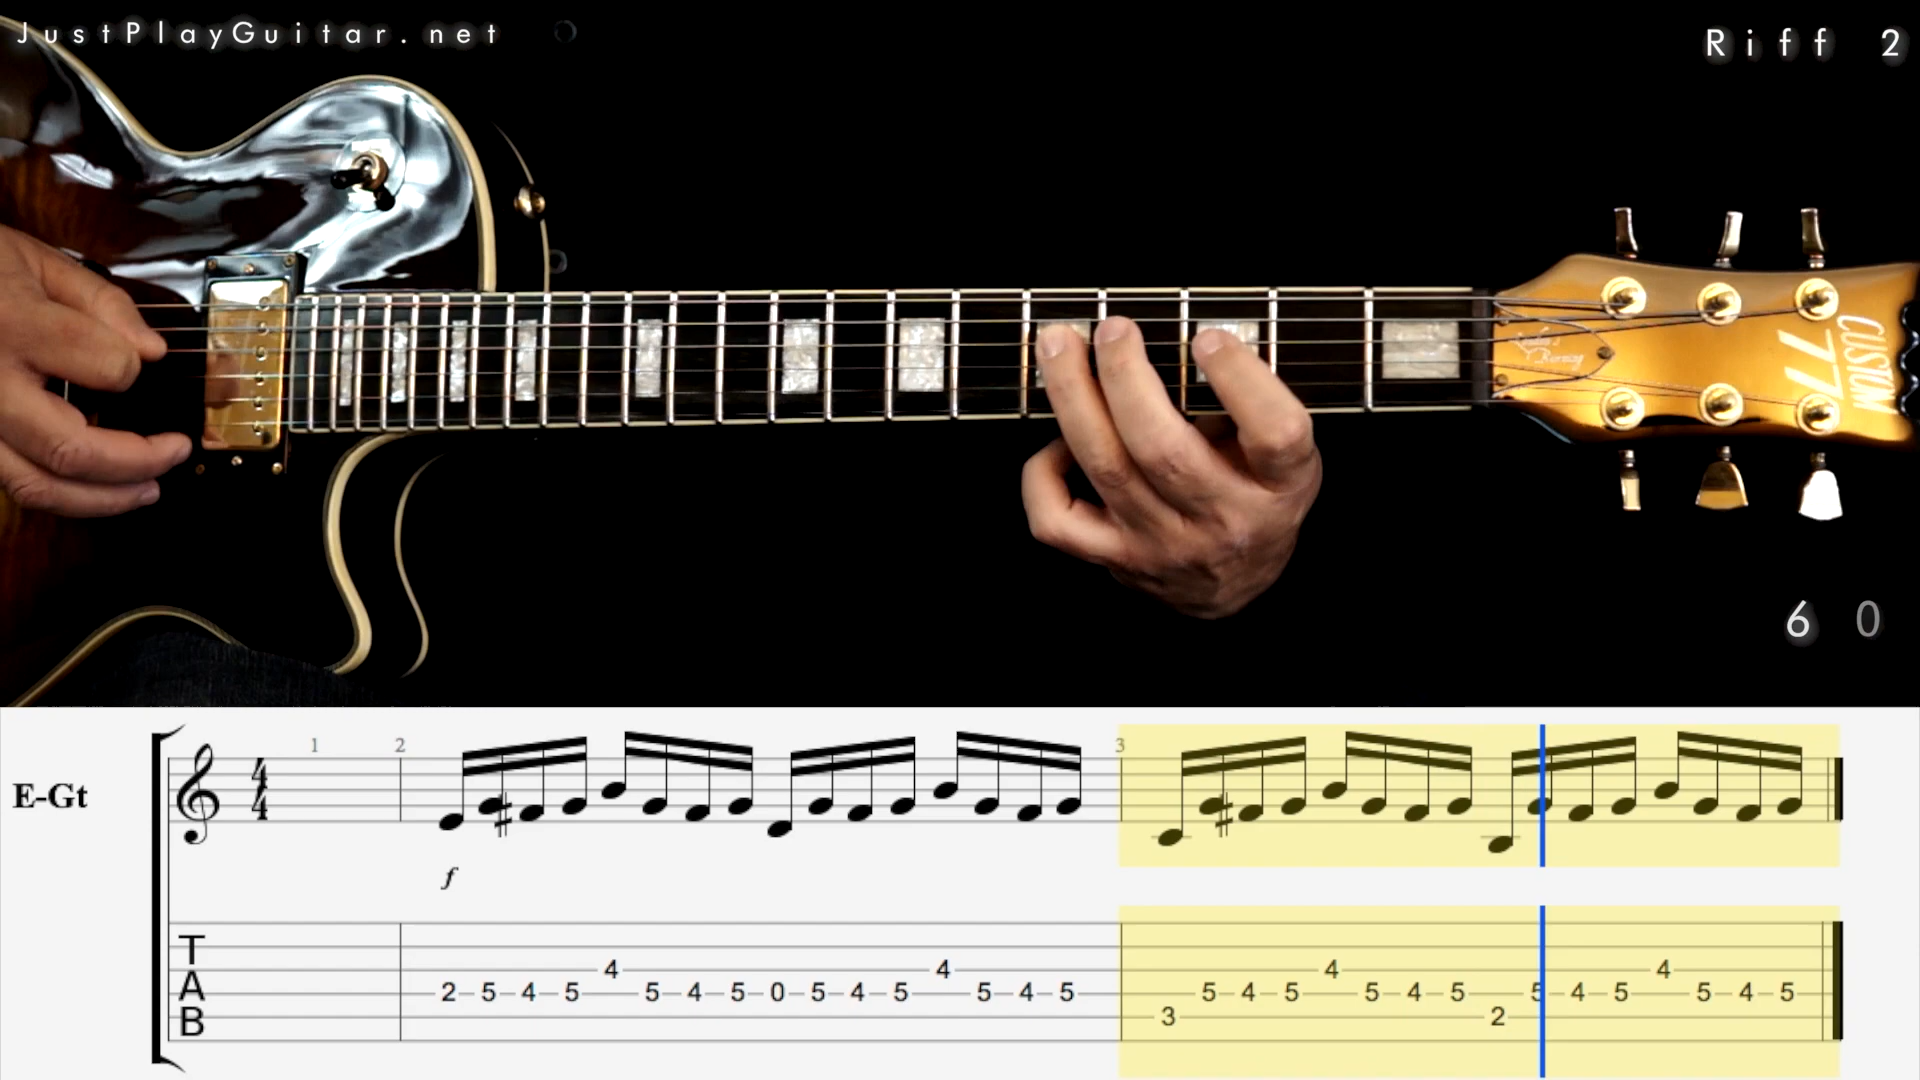 JustPlayGuitar.net
Riff 2
CUSTOM
77
60
1 2 3
4
4
E-Gt
f
T
A
B
4 4 4 4
2 5 4 5 5 4 5 0 5 4 5 5 4 5 5 4 5 5 4 5 5 4 5 5 4 5
3 2